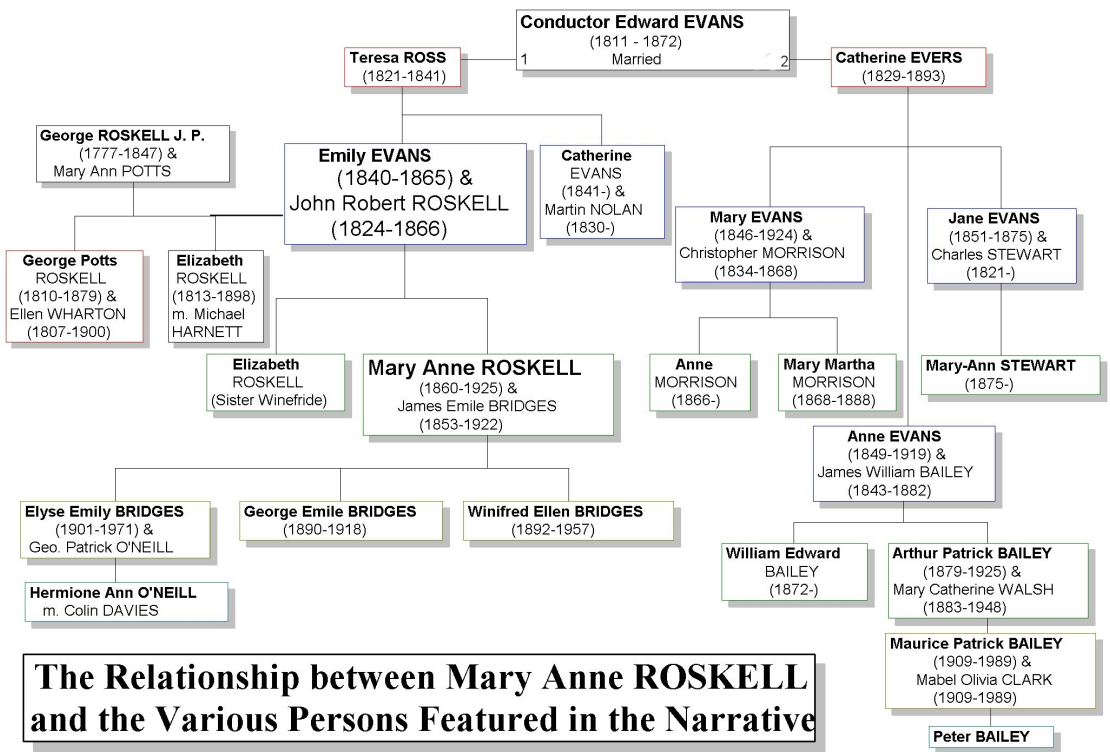 Conductor Edward EVANS
(1811 - 1872)
1 Married 2
Teresa ROSS
(1821-1841)
Catherine EVERS
(1829-1893)
George ROSKELL J. P.
(1777-1847) &
Mary Ann POTTS
Emily EVANS
(1840-1865) &
John Robert ROSKELL
(1824-1866)
Catherine
EVANS
(1841-) &
Martin NOLAN
(1830-)
Mary EVANS
(1846-1924) &
Christopher MORRISON
(1834-1868)
Jane EVANS
(1851-1875) &
Charles STEWART
(1821-)
George Potts
ROSKELL
(1810-1879) &
Ellen WHARTON
(1807-1900)
Elizabeth
ROSKELL
(1813-1898)
m. Michael
HARNETT
Elizabeth
ROSKELL
(Sister Winefride)
Mary Anne ROSKELL
(1860-1925) &
James Emile BRIDGES
(1853-1922)
Anne
MORRISON
(1866-)
Mary Martha
MORRISON
(1868-1888)
Mary-Ann STEWART
(1875-)
Anne EVANS
(1849-1919) &
James William BAILEY
(1843-1882)
Elyse Emily BRIDGES
(1901-1971) &
Geo. Patrick O'NEILL
George Emile BRIDGES
(1890-1918)
Winifred Ellen BRIDGES
(1892-1957)
William Edward
BAILEY
(1872-)
Arthur Patrick BAILEY
(1879-1925) &
Mary Catherine WALSH
(1883-1948)
Hermione Ann O'NEILL
m. Colin DAVIES
Maurice Patrick BAILEY
(1909-1989) &
Mabel Olivia CLARK
(1909-1989)
Peter BAILEY
The Relationship between Mary Anne ROSKELL
and the Various Persons Featured in the Narrative